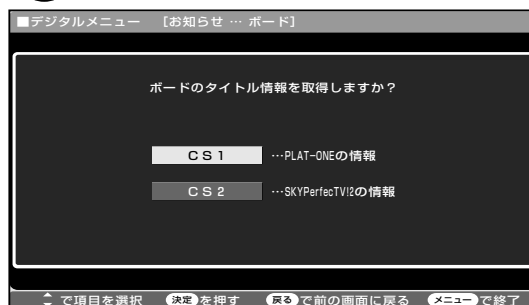 ■デジタルメニュー [お知らせ … ボード]
ボードのタイトル情報を取得しますか?
CS1 …PLAT-ONEの情報
CS2 …SKYPerfecTV!2の情報
で項目を選択 決定を押す 戻るで前の画面に戻る メニューで終了